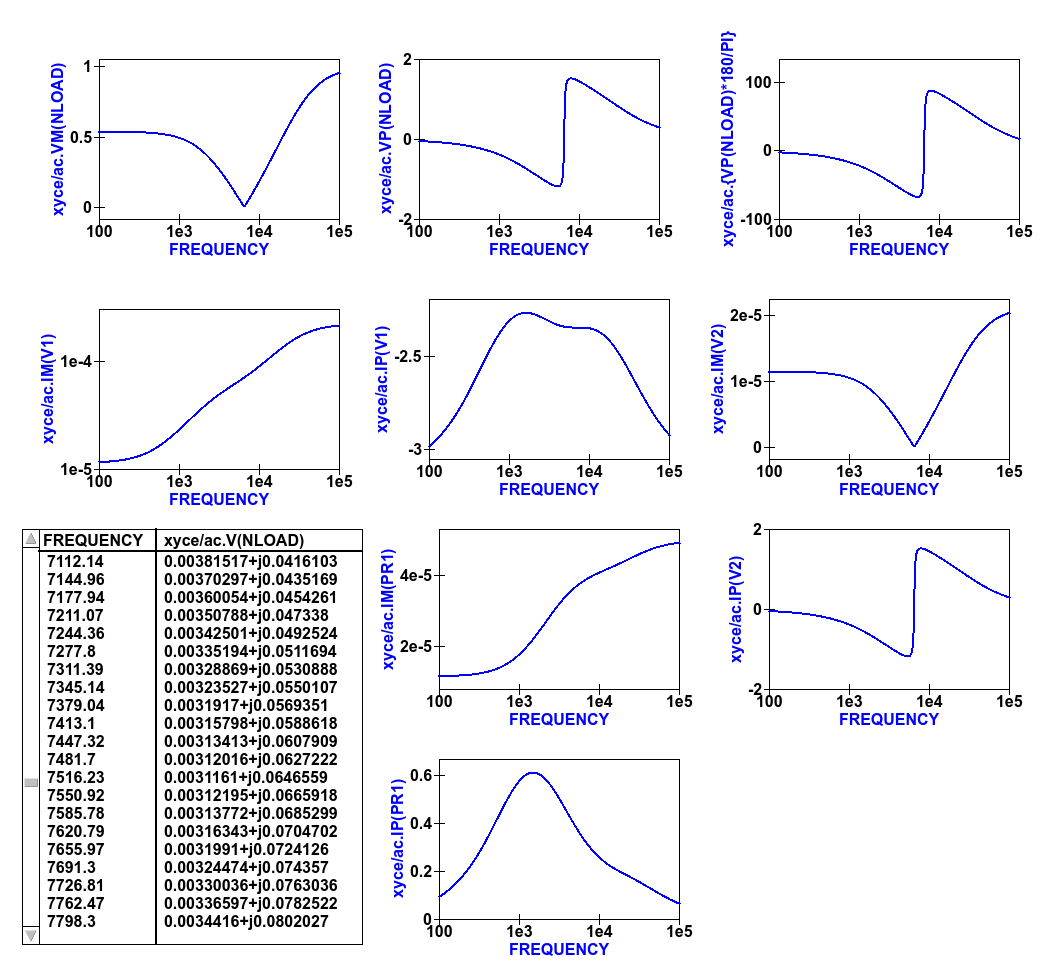 xyce/ac.VM(NLOAD)
1
0.5
0
100 1e3 1e4 1e5
FREQUENCY
xyce/ac.VP(NLOAD)
2
1
0
-1
-2
100 1e3 1e4 1e5
FREQUENCY
xyce/ac.{VP(NLOAD)*180/PI}
100
50
0
-50
-100
100 1e3 1e4 1e5
FREQUENCY
xyce/ac.IM(V1)
1e-4
1e-5
100 1e3 1e4 1e5
FREQUENCY
xyce/ac.IP(V1)
-2.5
-3
100 1e3 1e4 1e5
FREQUENCY
xyce/ac.IM(V2)
2e-5
1e-5
0
100 1e3 1e4 1e5
FREQUENCY
FREQUENCY xyce/ac.V(NLOAD)
7112.14 0.00381517+j0.0416103
7144.96 0.00370297+j0.0435169
7177.94 0.00360054+j0.0454261
7211.07 0.00350788+j0.047338
7244.36 0.00342501+j0.0492524
7277.8 0.00335194+j0.0511694
7311.39 0.00328869+j0.0530888
7345.14 0.00323527+j0.0550107
7379.04 0.0031917+j0.0569351
7413.1 0.00315798+j0.0588618
7447.32 0.00313413+j0.0607909
7481.7 0.00312016+j0.0627222
7516.23 0.0031161+j0.0646559
7550.92 0.00312195+j0.0665918
7585.78 0.00313772+j0.0685299
7620.79 0.00316343+j0.0704702
7655.97 0.0031991+j0.0724126
7691.3 0.00324474+j0.074357
7726.81 0.00330036+j0.0763036
7762.47 0.00336597+j0.0782522
7798.3 0.0034416+j0.0802027
xyce/ac.IM(PR1)
4e-5
2e-5
100 1e3 1e4 1e5
FREQUENCY
xyce/ac.IP(V2)
2
0
-2
100 1e3 1e4 1e5
FREQUENCY
xyce/ac.IP(PR1)
0.6
0.4
0.2
0
100 1e3 1e4 1e5
FREQUENCY